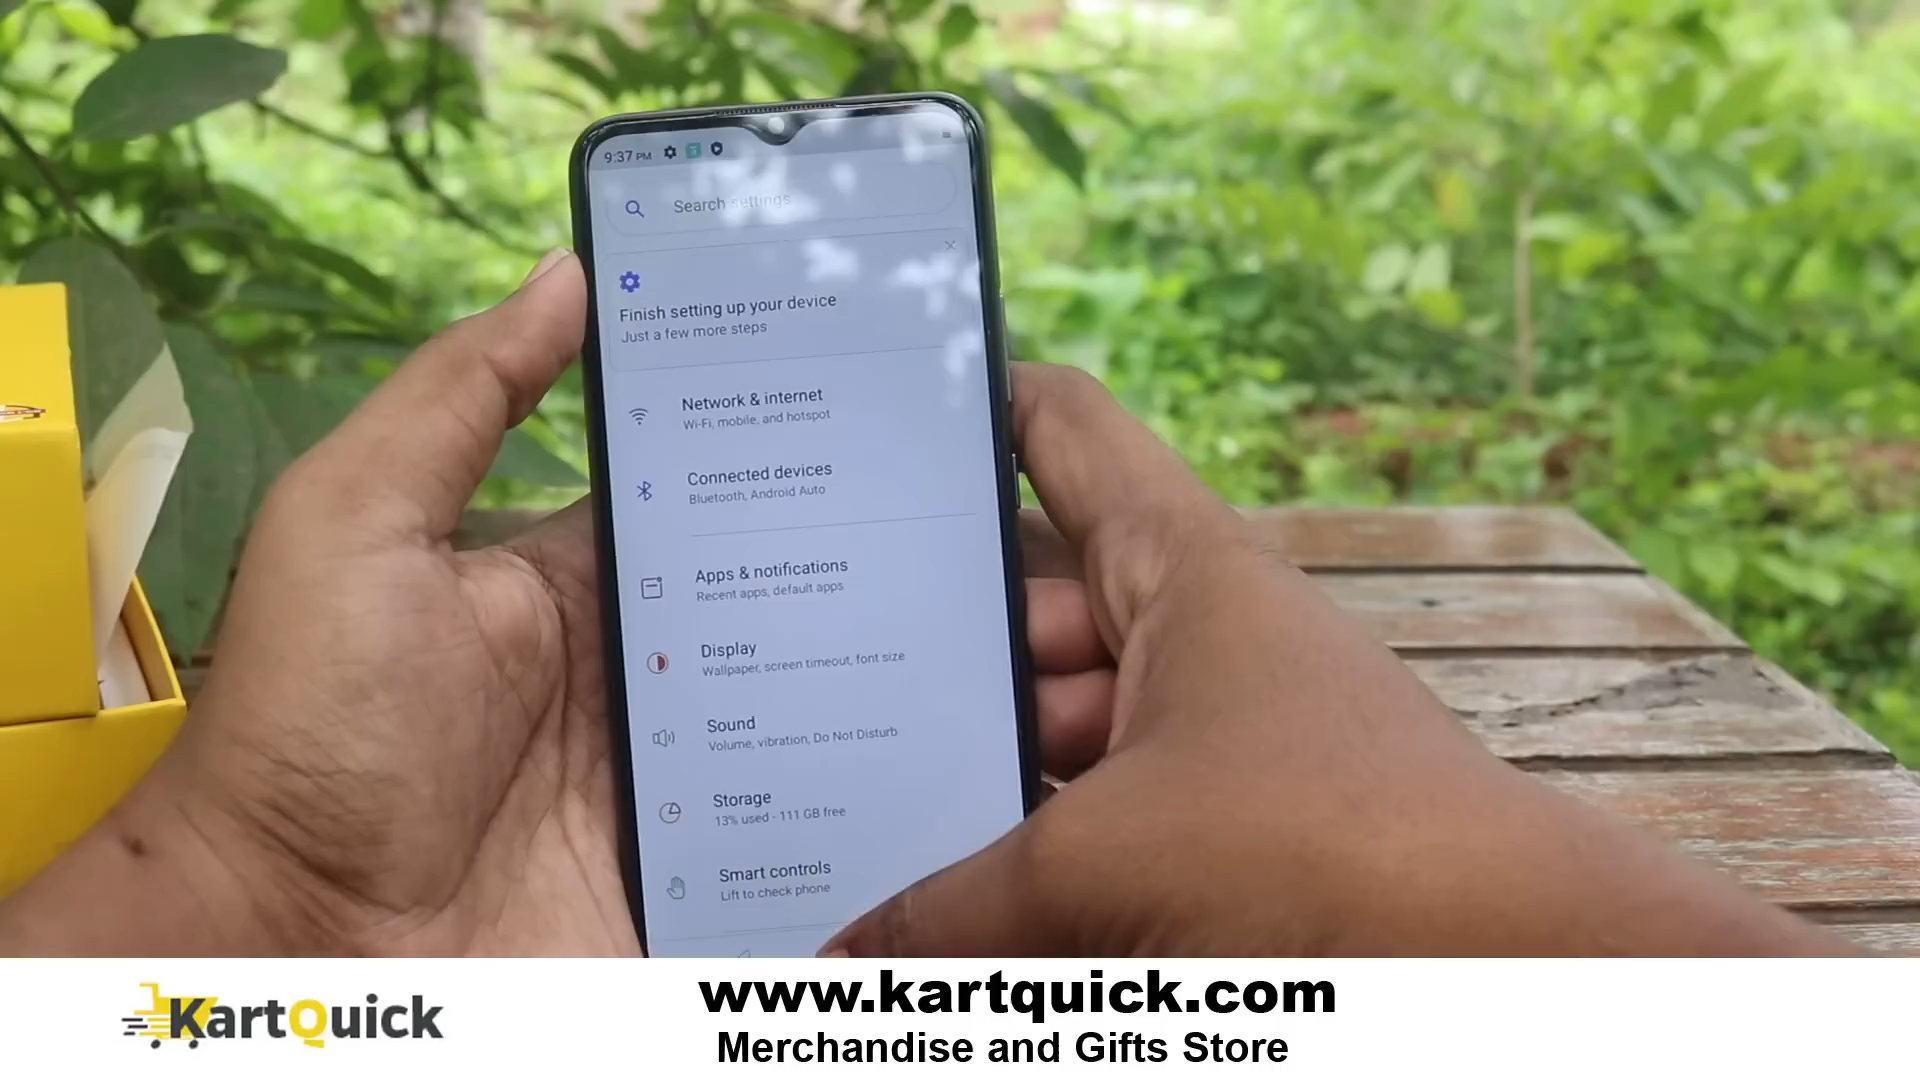 9:37 PM
Search settings
Finish setting up your device
Just a few more steps
Network & internet
Wi-Fi, mobile, and hotspot
Connected devices
Bluetooth, Android Auto
Apps & notifications
Recent apps, default apps
Display
Wallpaper, screen timeout, font size
Sound
Volume, vibration, Do Not Disturb
Storage
13% used - 111 GB free
Smart controls
Lift to check phone
KartQuick
www.kartquick.com
Merchandise and Gifts Store